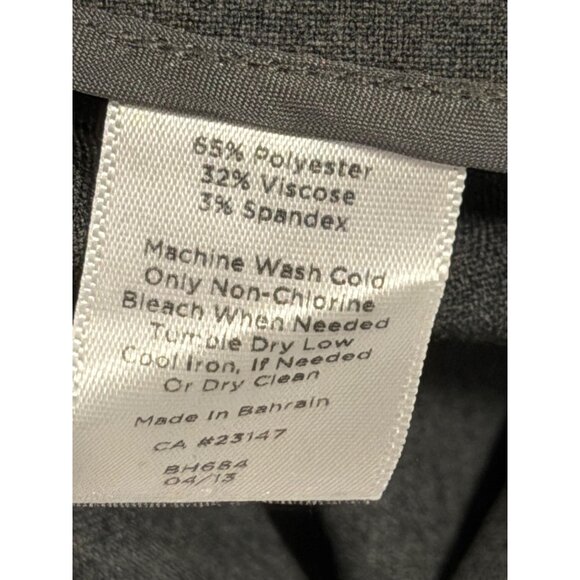 65% Polyester
32% Viscose
3% Spandex
Machine Wash Cold
Only Non-Chlorine
Bleach When Needed
Tumble Dry Low
Cool Iron, If Needed
Or Dry Clean
Made In Bahrain
CA #23147
BH684
04/13